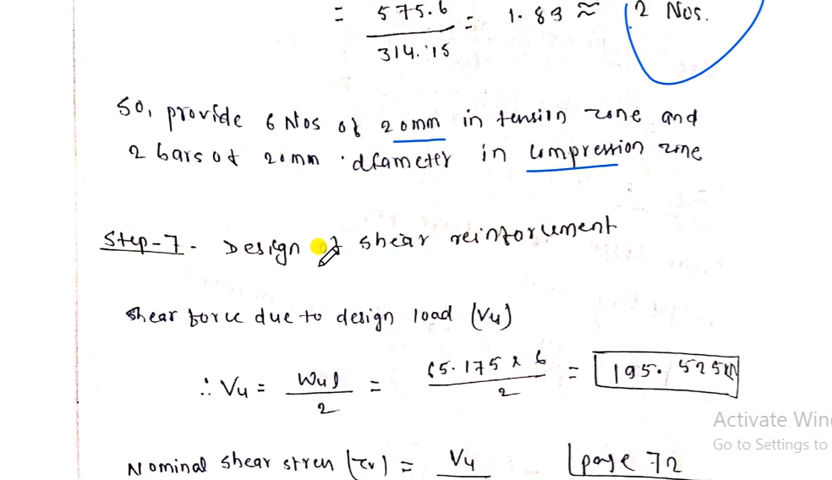 = 575.6 / 314.15 = 1.83 ≈ 2 Nos.
So, provide 6 Nos of 20mm in tension zone and
2 bars of 20mm diameter in compression zone
Step-7. Design of shear reinforcement
shear force due to design load (Vu)
∴ Vu = Wul / 2 = 65.175 x 6 / 2 = 195.525kN
Nominal shear stress (τv) = Vu page 72
Activate Win
Go to Settings to